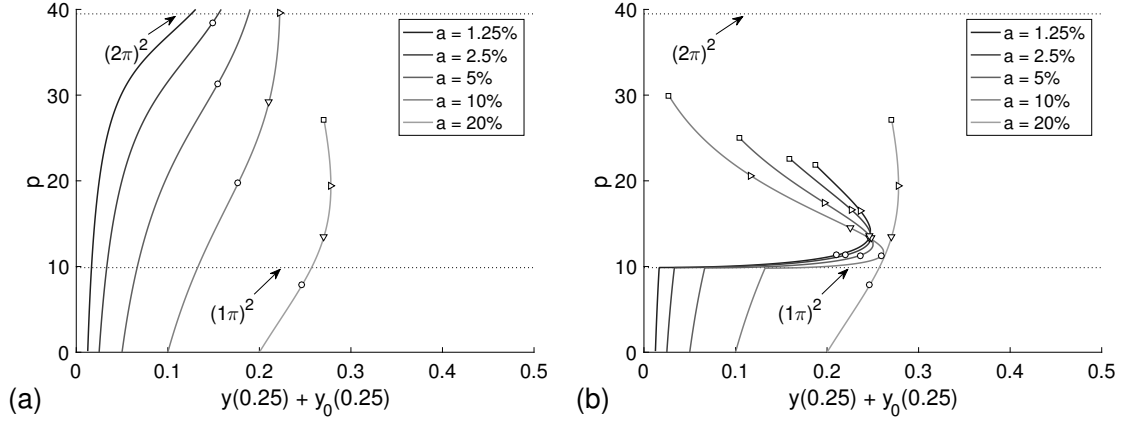 40
30
20
10
0
p
(2π)²
(1π)²
a = 1.25%
a = 2.5%
a = 5%
a = 10%
a = 20%
0 0.1 0.2 0.3 0.4 0.5
(a) y(0.25) + y₀(0.25)
40
30
20
10
0
p
(2π)²
(1π)²
a = 1.25%
a = 2.5%
a = 5%
a = 10%
a = 20%
0 0.1 0.2 0.3 0.4 0.5
(b) y(0.25) + y₀(0.25)